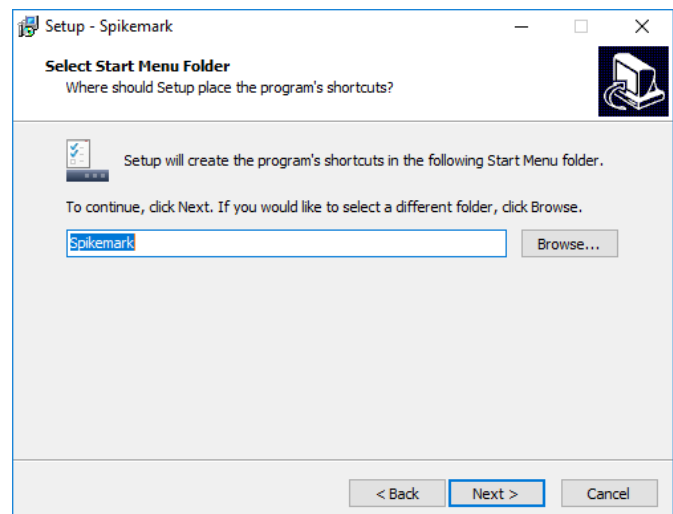 Setup - Spikemark
Select Start Menu Folder
Where should Setup place the program's shortcuts?
Setup will create the program's shortcuts in the following Start Menu folder.
To continue, click Next. If you would like to select a different folder, click Browse.
Spikemark
Browse...
< Back
Next >
Cancel